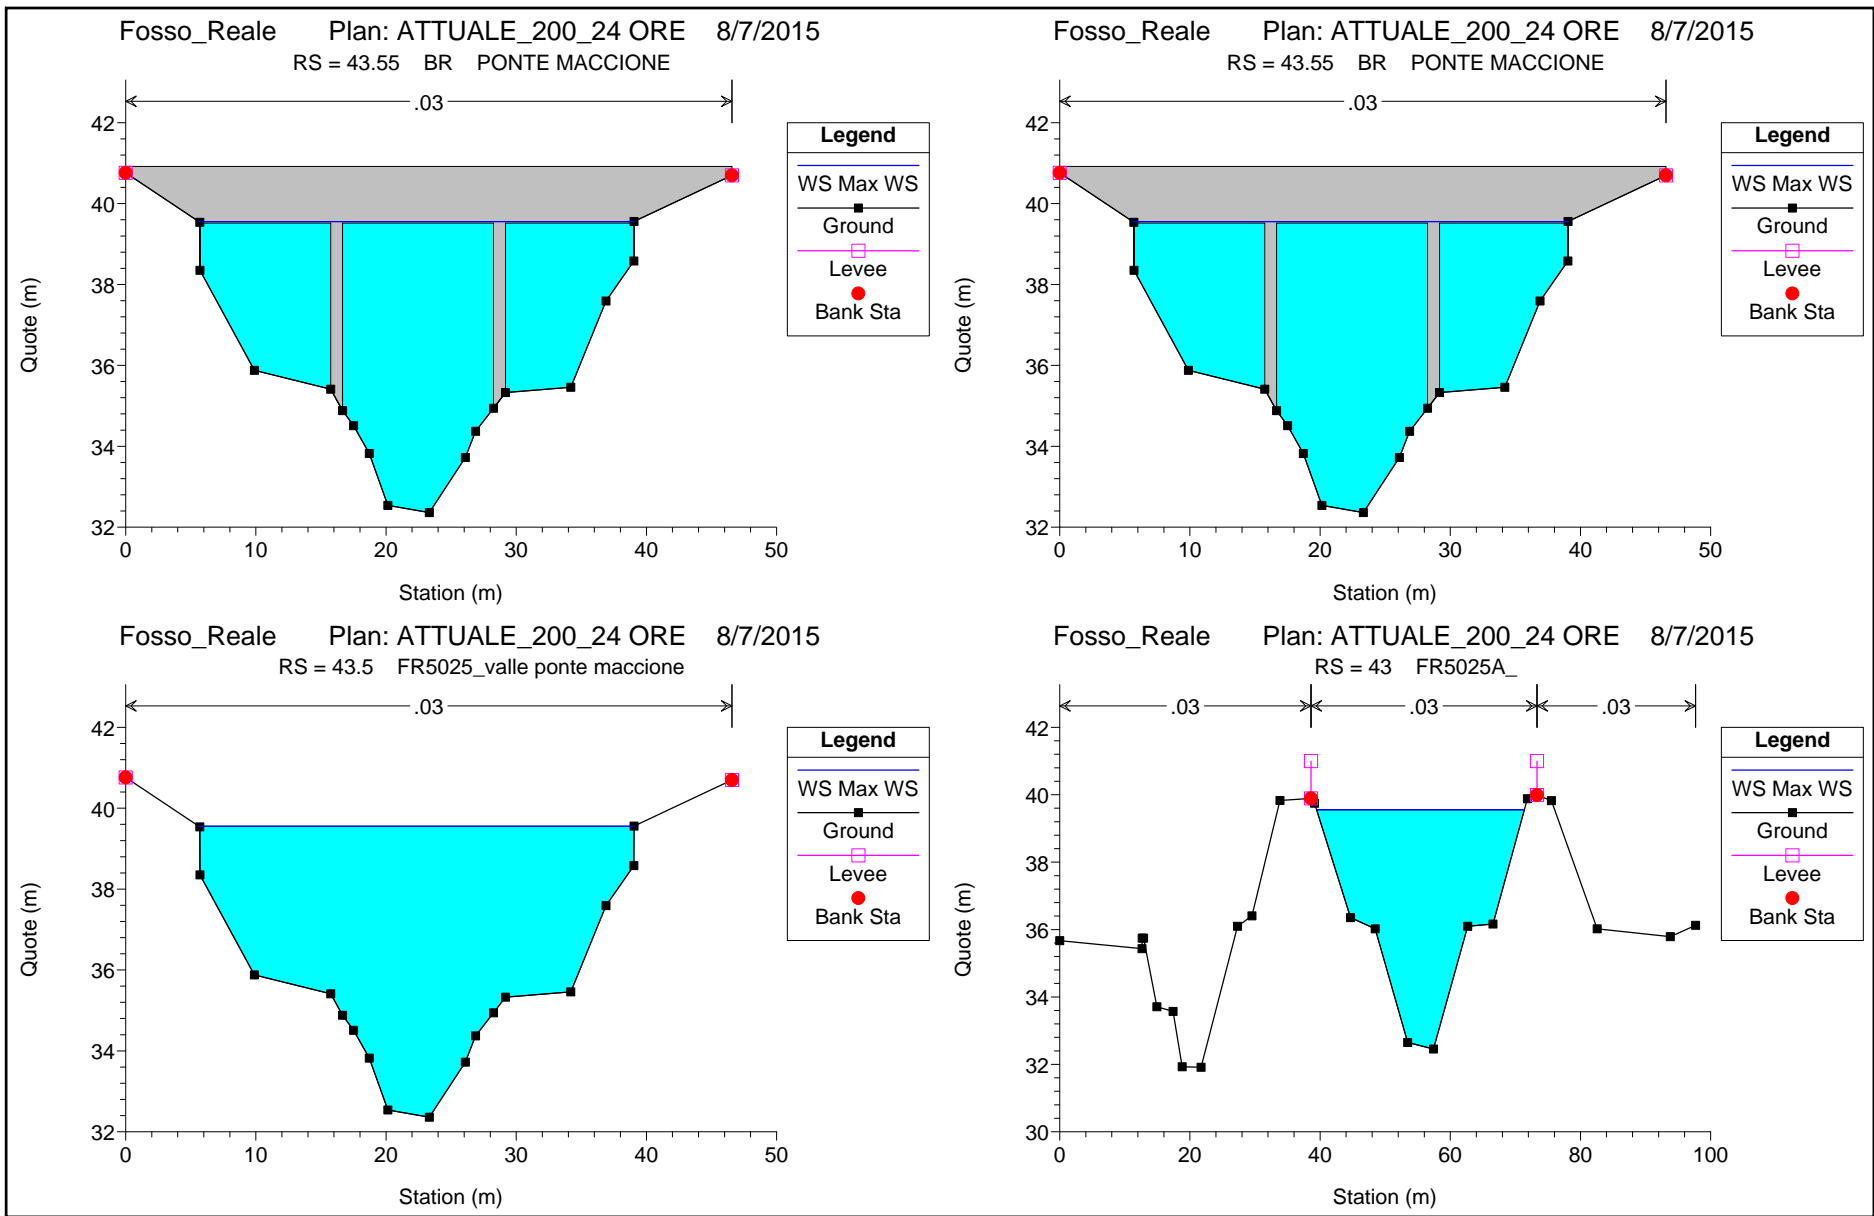 Fosso_Reale Plan: ATTUALE_200_24 ORE 8/7/2015
RS = 43.55 BR PONTE MACCIONE
.03
42
40
38
36
34
32
0 10 20 30 40 50
Quote (m)
Station (m)
Legend
WS Max WS
Ground
Levee
Bank Sta
Fosso_Reale Plan: ATTUALE_200_24 ORE 8/7/2015
RS = 43.55 BR PONTE MACCIONE
.03
42
40
38
36
34
32
0 10 20 30 40 50
Quote (m)
Station (m)
Legend
WS Max WS
Ground
Levee
Bank Sta
Fosso_Reale Plan: ATTUALE_200_24 ORE 8/7/2015
RS = 43.5 FR5025_valle ponte maccione
.03
42
40
38
36
34
32
0 10 20 30 40 50
Quote (m)
Station (m)
Legend
WS Max WS
Ground
Levee
Bank Sta
Fosso_Reale Plan: ATTUALE_200_24 ORE 8/7/2015
RS = 43 FR5025A_
.03 .03 .03
42
40
38
36
34
32
30
0 20 40 60 80 100
Quote (m)
Station (m)
Legend
WS Max WS
Ground
Levee
Bank Sta